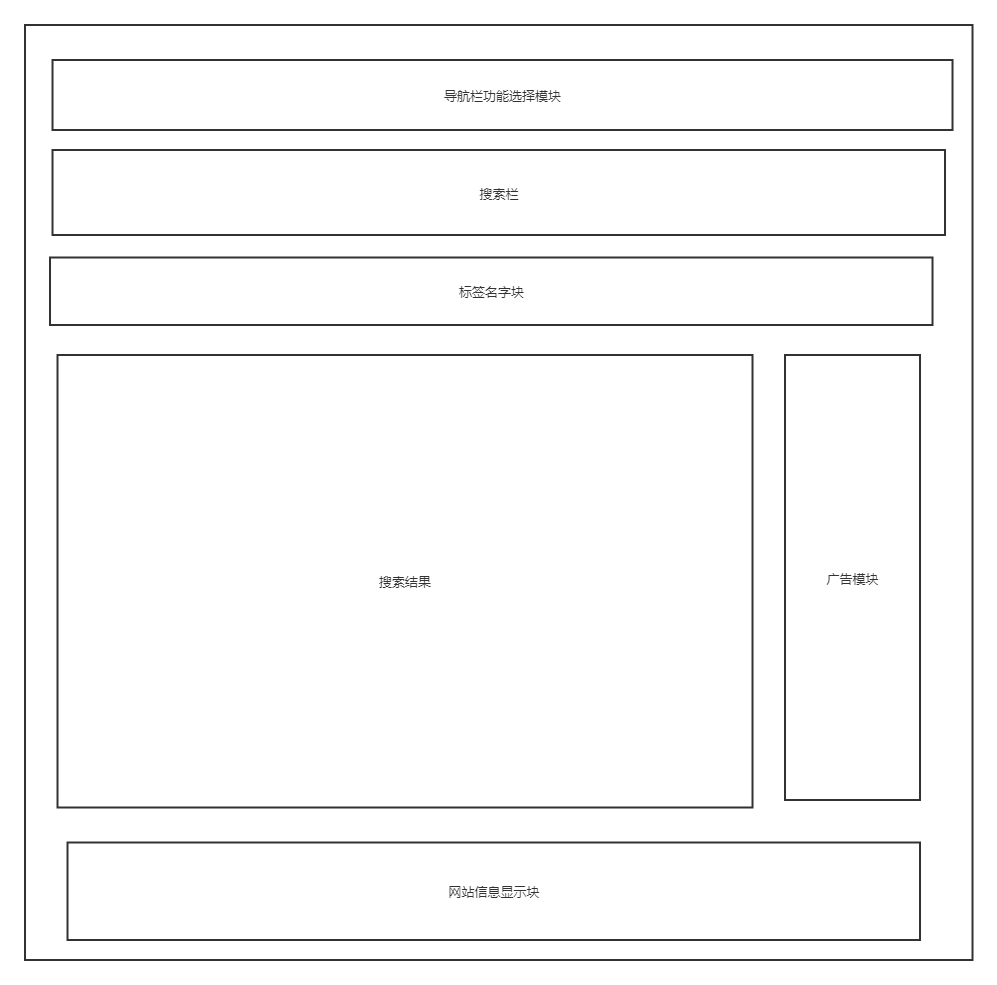 导航栏功能选择模块
搜索栏
标签名字块
搜索结果
广告模块
网站信息显示块